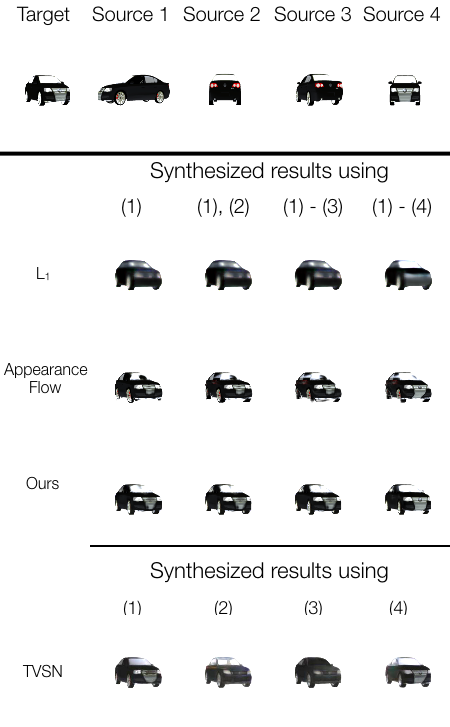 Target Source 1 Source 2 Source 3 Source 4
Synthesized results using
(1) (1), (2) (1) - (3) (1) - (4)
L₁
Appearance
Flow
Ours
Synthesized results using
(1) (2) (3) (4)
TVSN